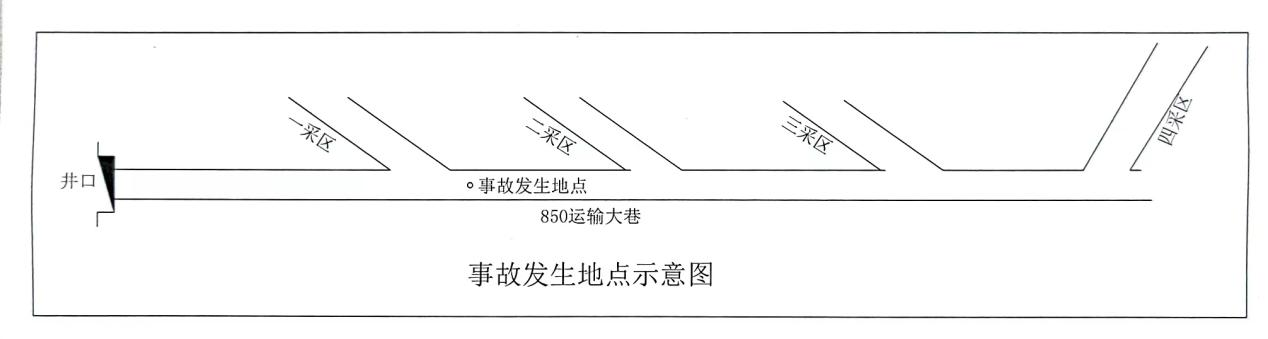 一采区
二采区
三采区
四采区
井口
事故发生地点
850运输大巷
事故发生地点示意图